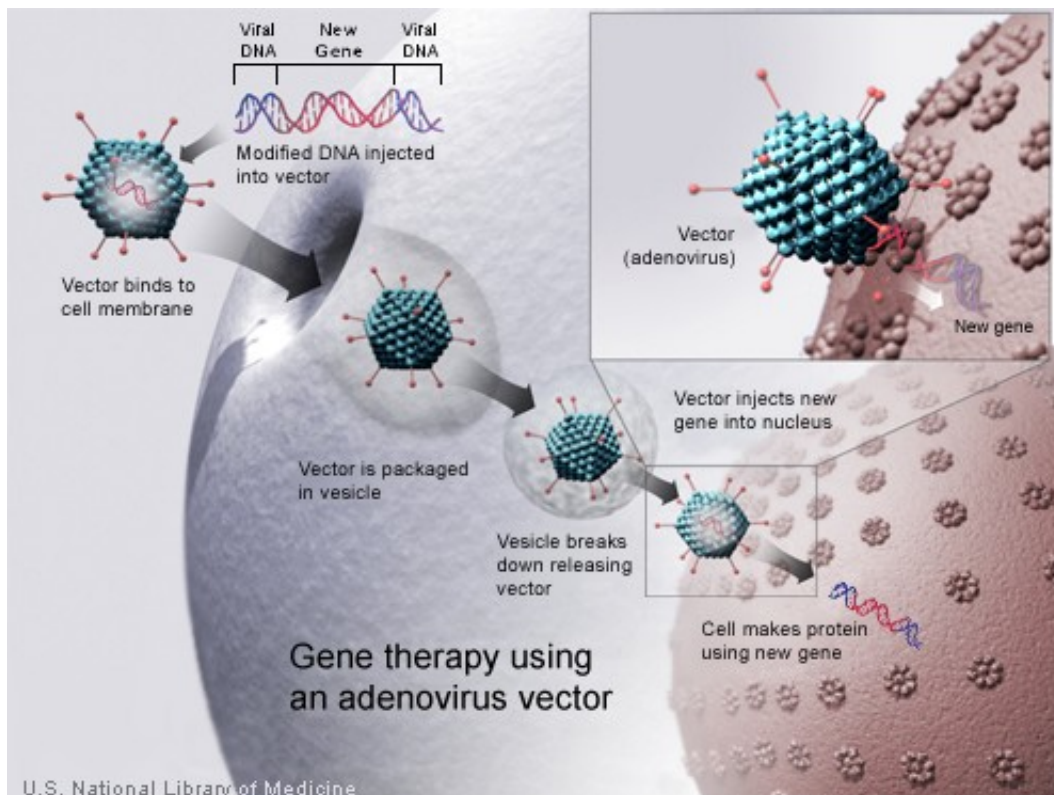 Viral DNA
New Gene
Viral DNA
Modified DNA injected
into vector
Vector binds to
cell membrane
Vector
(adenovirus)
New gene
Vector injects new
gene into nucleus
Vector is packaged
in vesicle
Vesicle breaks
down releasing
vector
Cell makes protein
using new gene
Gene therapy using
an adenovirus vector
U.S. National Library of Medicine